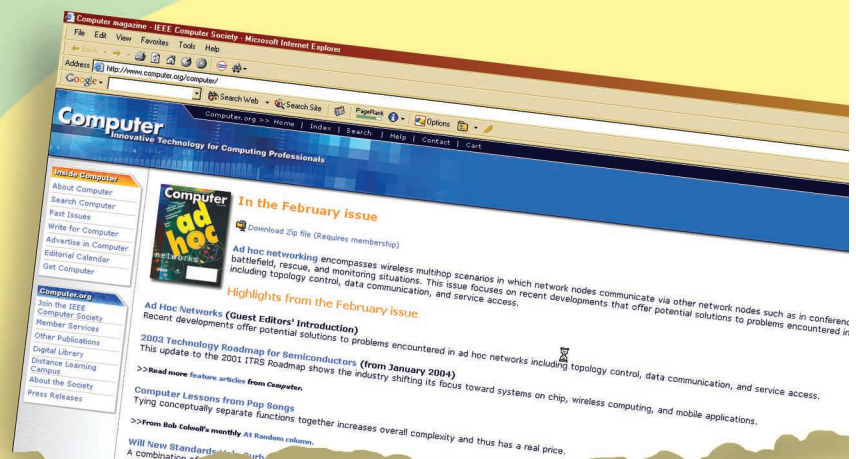 Computer magazine - IEEE Computer Society - Microsoft Internet Explorer
File Edit View Favorites Tools Help
Back
Address http://www.computer.org/computer/
Google Search Web Search Site PageRank Options
Computer.org >> Home | Index | Search | Help | Contact | Cart
Computer
Innovative Technology for Computing Professionals
Inside Computer
About Computer
Search Computer
Past Issues
Write for Computer
Advertise in Computer
Editorial Calendar
Get Computer
Computer.org
Join the IEEE
Computer Society
Member Services
Other Publications
Digital Library
Distance Learning
Campus
About the Society
Press Releases
Computer
ad
hoc
networks
In the February issue
Download Zip file (Requires membership)
Ad hoc networking encompasses wireless multihop scenarios in which network nodes communicate via other network nodes such as in conference
battlefield, rescue, and monitoring situations. This issue focuses on recent developments that offer potential solutions to problems encountered in
including topology control, data communication, and service access.
Highlights from the February issue
Ad Hoc Networks (Guest Editors' Introduction)
Recent developments offer potential solutions to problems encountered in ad hoc networks including topology control, data communication, and service access.
2003 Technology Roadmap for Semiconductors (from January 2004)
This update to the 2001 ITRS Roadmap shows the industry shifting its focus toward systems on chip, wireless computing, and mobile applications.
>>Read more feature articles from Computer.
Computer Lessons from Pop Songs
Tying conceptually separate functions together increases overall complexity and thus has a real price.
>>From Bob Colwell's monthly At Random column.
Will New Standards Help Curb
A combination of